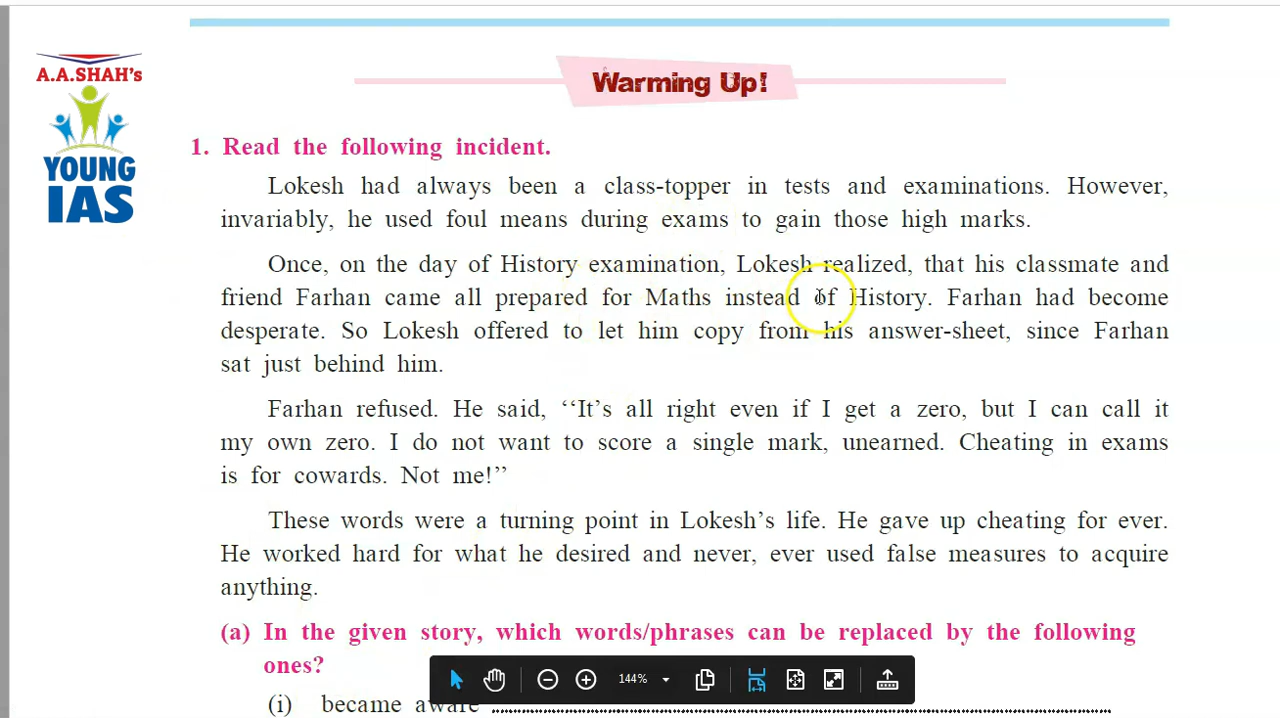 A.A.SHAH's
YOUNG
IAS
Warming Up!
1. Read the following incident.
Lokesh had always been a class-topper in tests and examinations. However,
invariably, he used foul means during exams to gain those high marks.
Once, on the day of History examination, Lokesh realized, that his classmate and
friend Farhan came all prepared for Maths instead of History. Farhan had become
desperate. So Lokesh offered to let him copy from his answer-sheet, since Farhan
sat just behind him.
Farhan refused. He said, ‘‘It’s all right even if I get a zero, but I can call it
my own zero. I do not want to score a single mark, unearned. Cheating in exams
is for cowards. Not me!’’
These words were a turning point in Lokesh’s life. He gave up cheating for ever.
He worked hard for what he desired and never, ever used false measures to acquire
anything.
(a) In the given story, which words/phrases can be replaced by the following
ones?
144%
(i) became aware